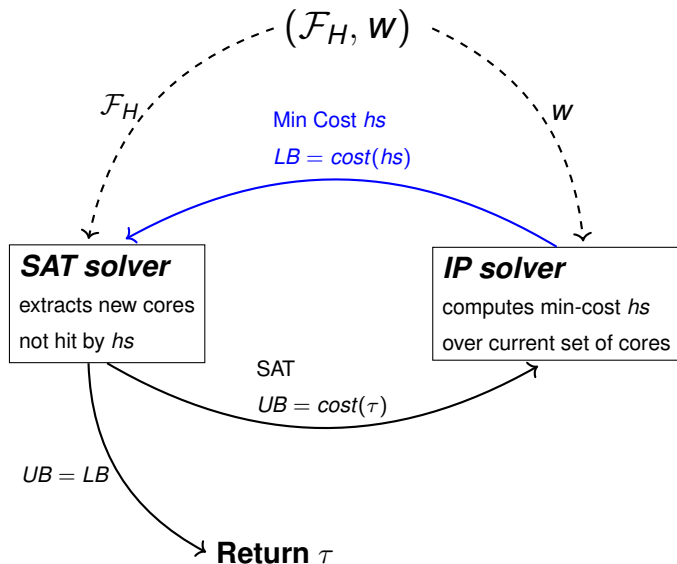 (𝓕_H, w)
𝓕_H
w
Min Cost hs
LB = cost(hs)
SAT solver
extracts new cores
not hit by hs
IP solver
computes min-cost hs
over current set of cores
SAT
UB = cost(τ)
UB = LB
Return τ